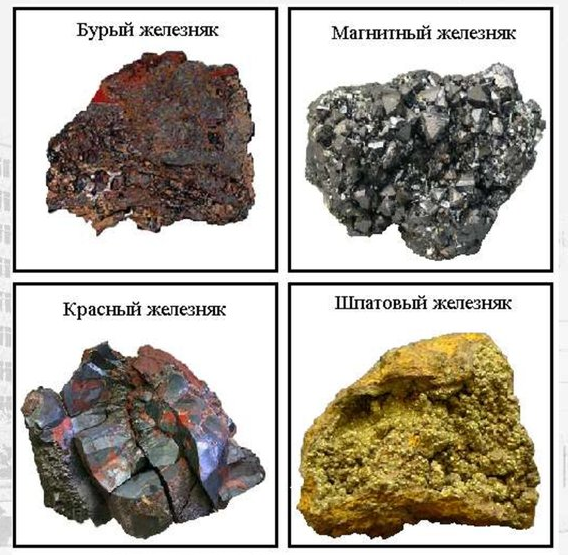 Бурый железняк
Магнитный железняк
Красный железняк
Шпатовый железняк